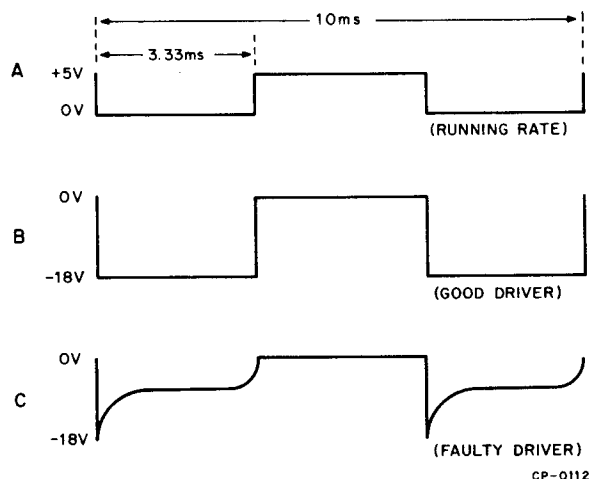 10ms
3.33ms
A
+5V
0V
(RUNNING RATE)
0V
B
-18V
(GOOD DRIVER)
0V
C
-18V
(FAULTY DRIVER)
CP-0112